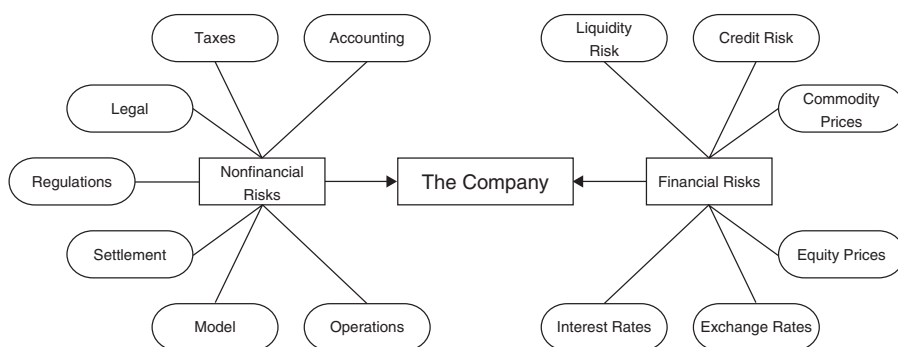 Taxes
Accounting
Liquidity
Risk
Credit Risk
Legal
Commodity
Prices
Regulations
Nonfinancial
Risks
The Company
Financial Risks
Settlement
Equity Prices
Model
Operations
Interest Rates
Exchange Rates